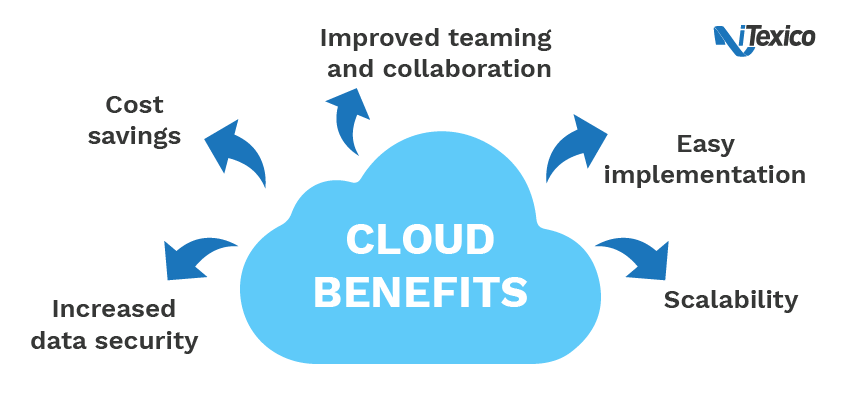 Improved teaming
and collaboration
iTexico
Cost
savings
Easy
implementation
CLOUD
BENEFITS
Increased
data security
Scalability